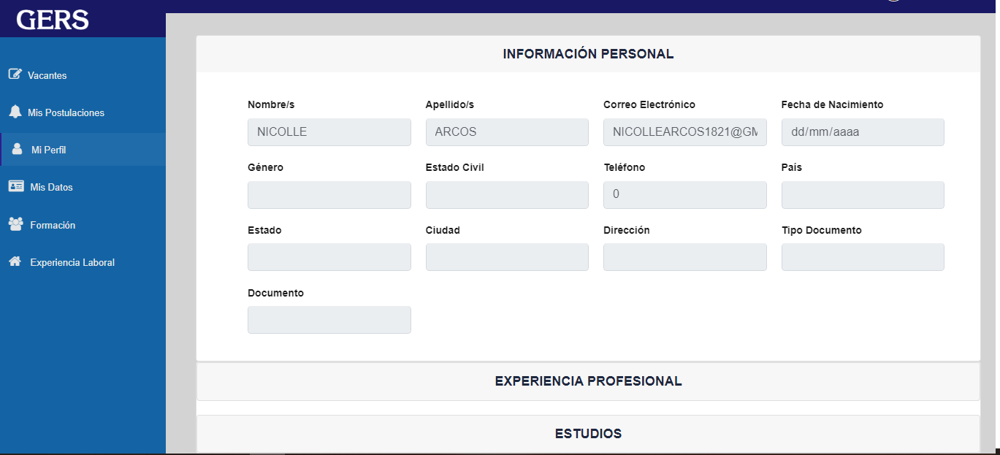 GERS
Vacantes
Mis Postulaciones
Mi Perfil
Mis Datos
Formación
Experiencia Laboral
INFORMACIÓN PERSONAL
Nombre/s Apellido/s Correo Electrónico Fecha de Nacimiento
NICOLLE ARCOS NICOLLEARCOS1821@GM dd/mm/aaaa
Género Estado Civil Teléfono País
0
Estado Ciudad Dirección Tipo Documento
Documento
EXPERIENCIA PROFESIONAL
ESTUDIOS